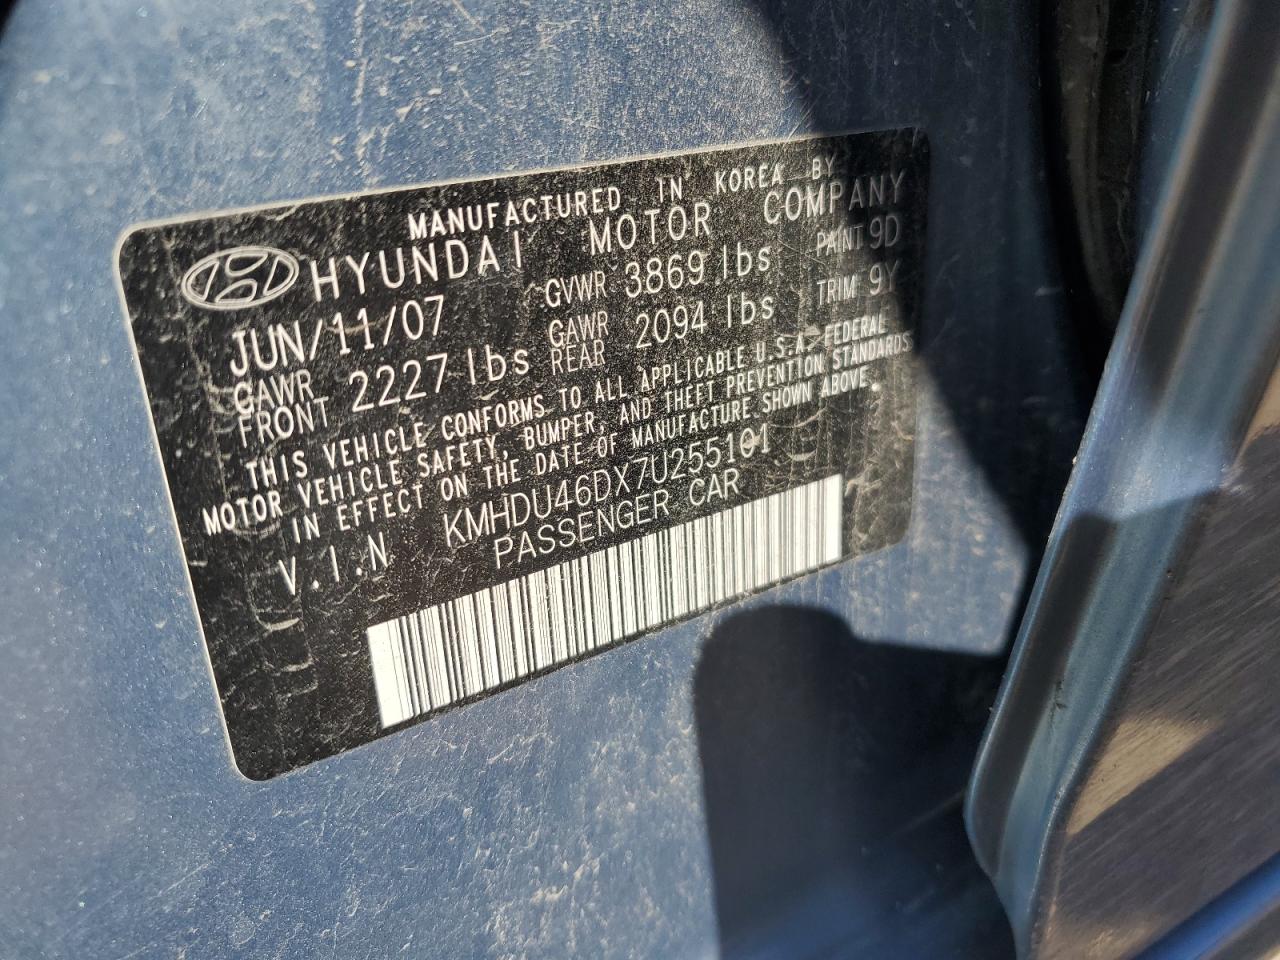 MANUFACTURED IN KOREA BY
HYUNDAI MOTOR COMPANY
JUN/11/07 GVWR 3869 lbs PAINT 9D
GAWR FRONT 2227 lbs GAWR REAR 2094 lbs TRIM 9Y
THIS VEHICLE CONFORMS TO ALL APPLICABLE U.S.A. FEDERAL
MOTOR VEHICLE SAFETY, BUMPER, AND THEFT PREVENTION STANDARDS
IN EFFECT ON THE DATE OF MANUFACTURE SHOWN ABOVE.
V.I.N KMHDU46DX7U255101
PASSENGER CAR